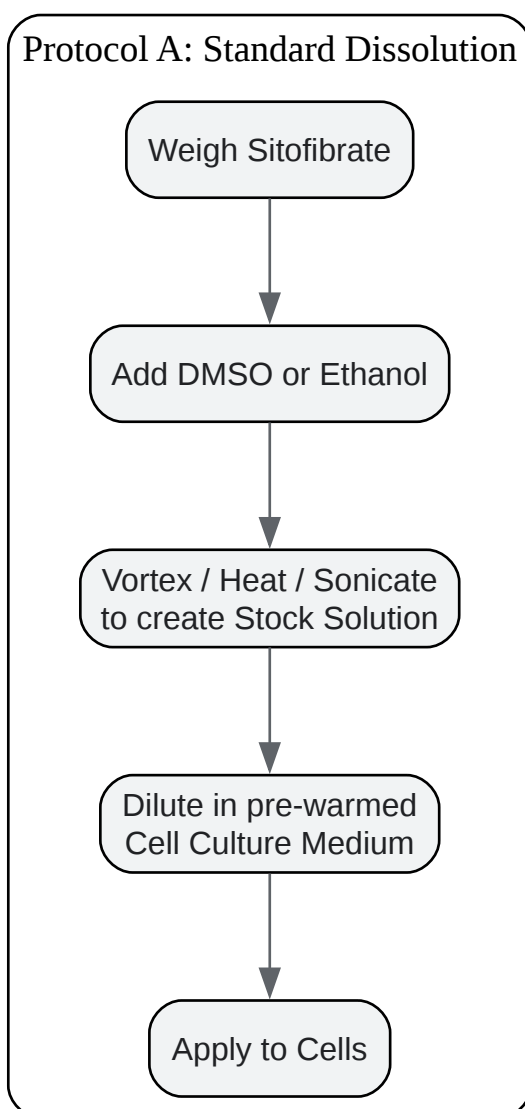 Protocol A: Standard Dissolution
Weigh Sitofibrate
Add DMSO or Ethanol
Vortex / Heat / Sonicate
to create Stock Solution
Dilute in pre-warmed
Cell Culture Medium
Apply to Cells